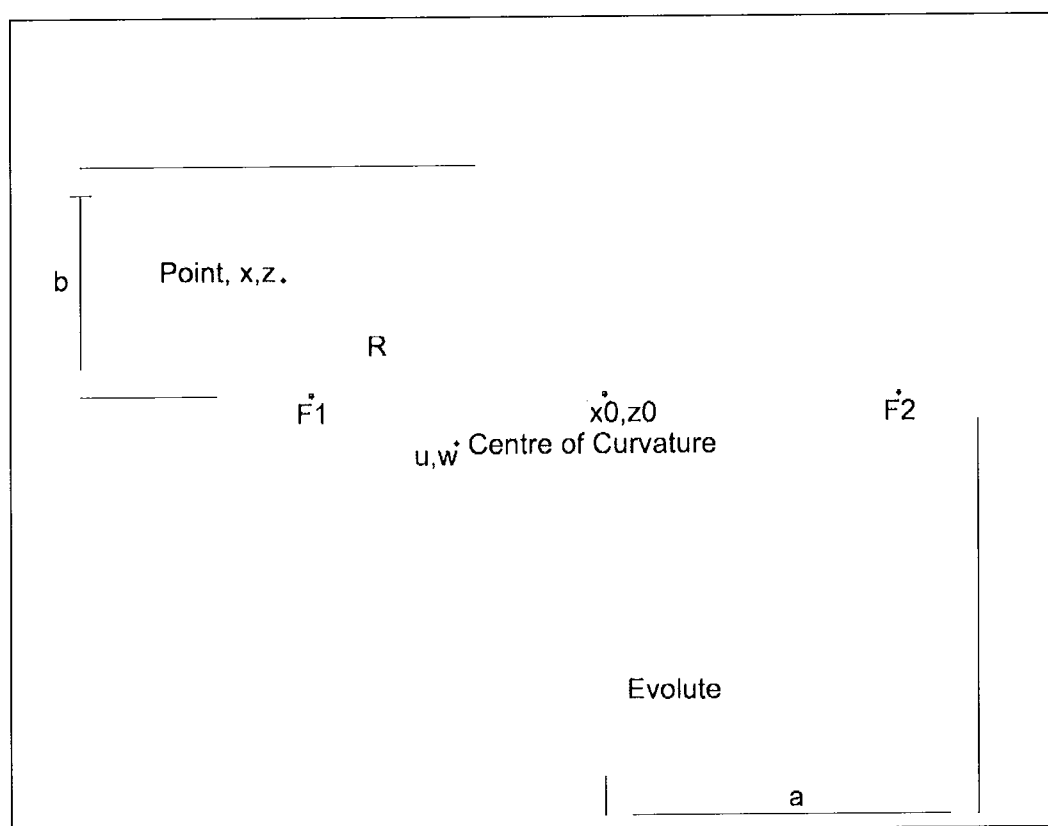 b
Point, x,z
R
F1
x0,z0
F2
u,w
Centre of Curvature
Evolute
a